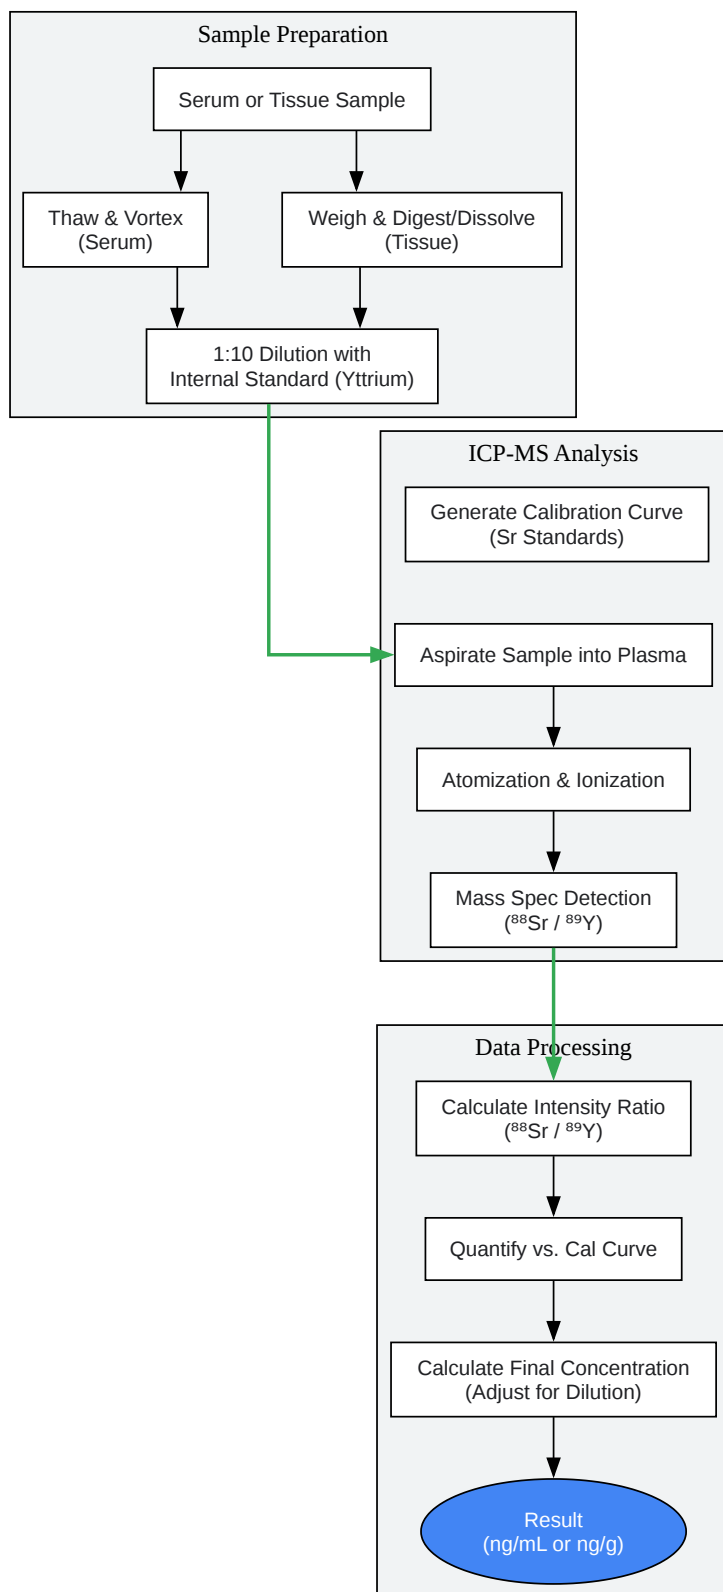 Sample Preparation
Serum or Tissue Sample
Thaw & Vortex
(Serum)
Weigh & Digest/Dissolve
(Tissue)
1:10 Dilution with
Internal Standard (Yttrium)
ICP-MS Analysis
Generate Calibration Curve
(Sr Standards)
Aspirate Sample into Plasma
Atomization & Ionization
Mass Spec Detection
(⁸⁸Sr / ⁸⁹Y)
Data Processing
Calculate Intensity Ratio
(⁸⁸Sr / ⁸⁹Y)
Quantify vs. Cal Curve
Calculate Final Concentration
(Adjust for Dilution)
Result
(ng/mL or ng/g)